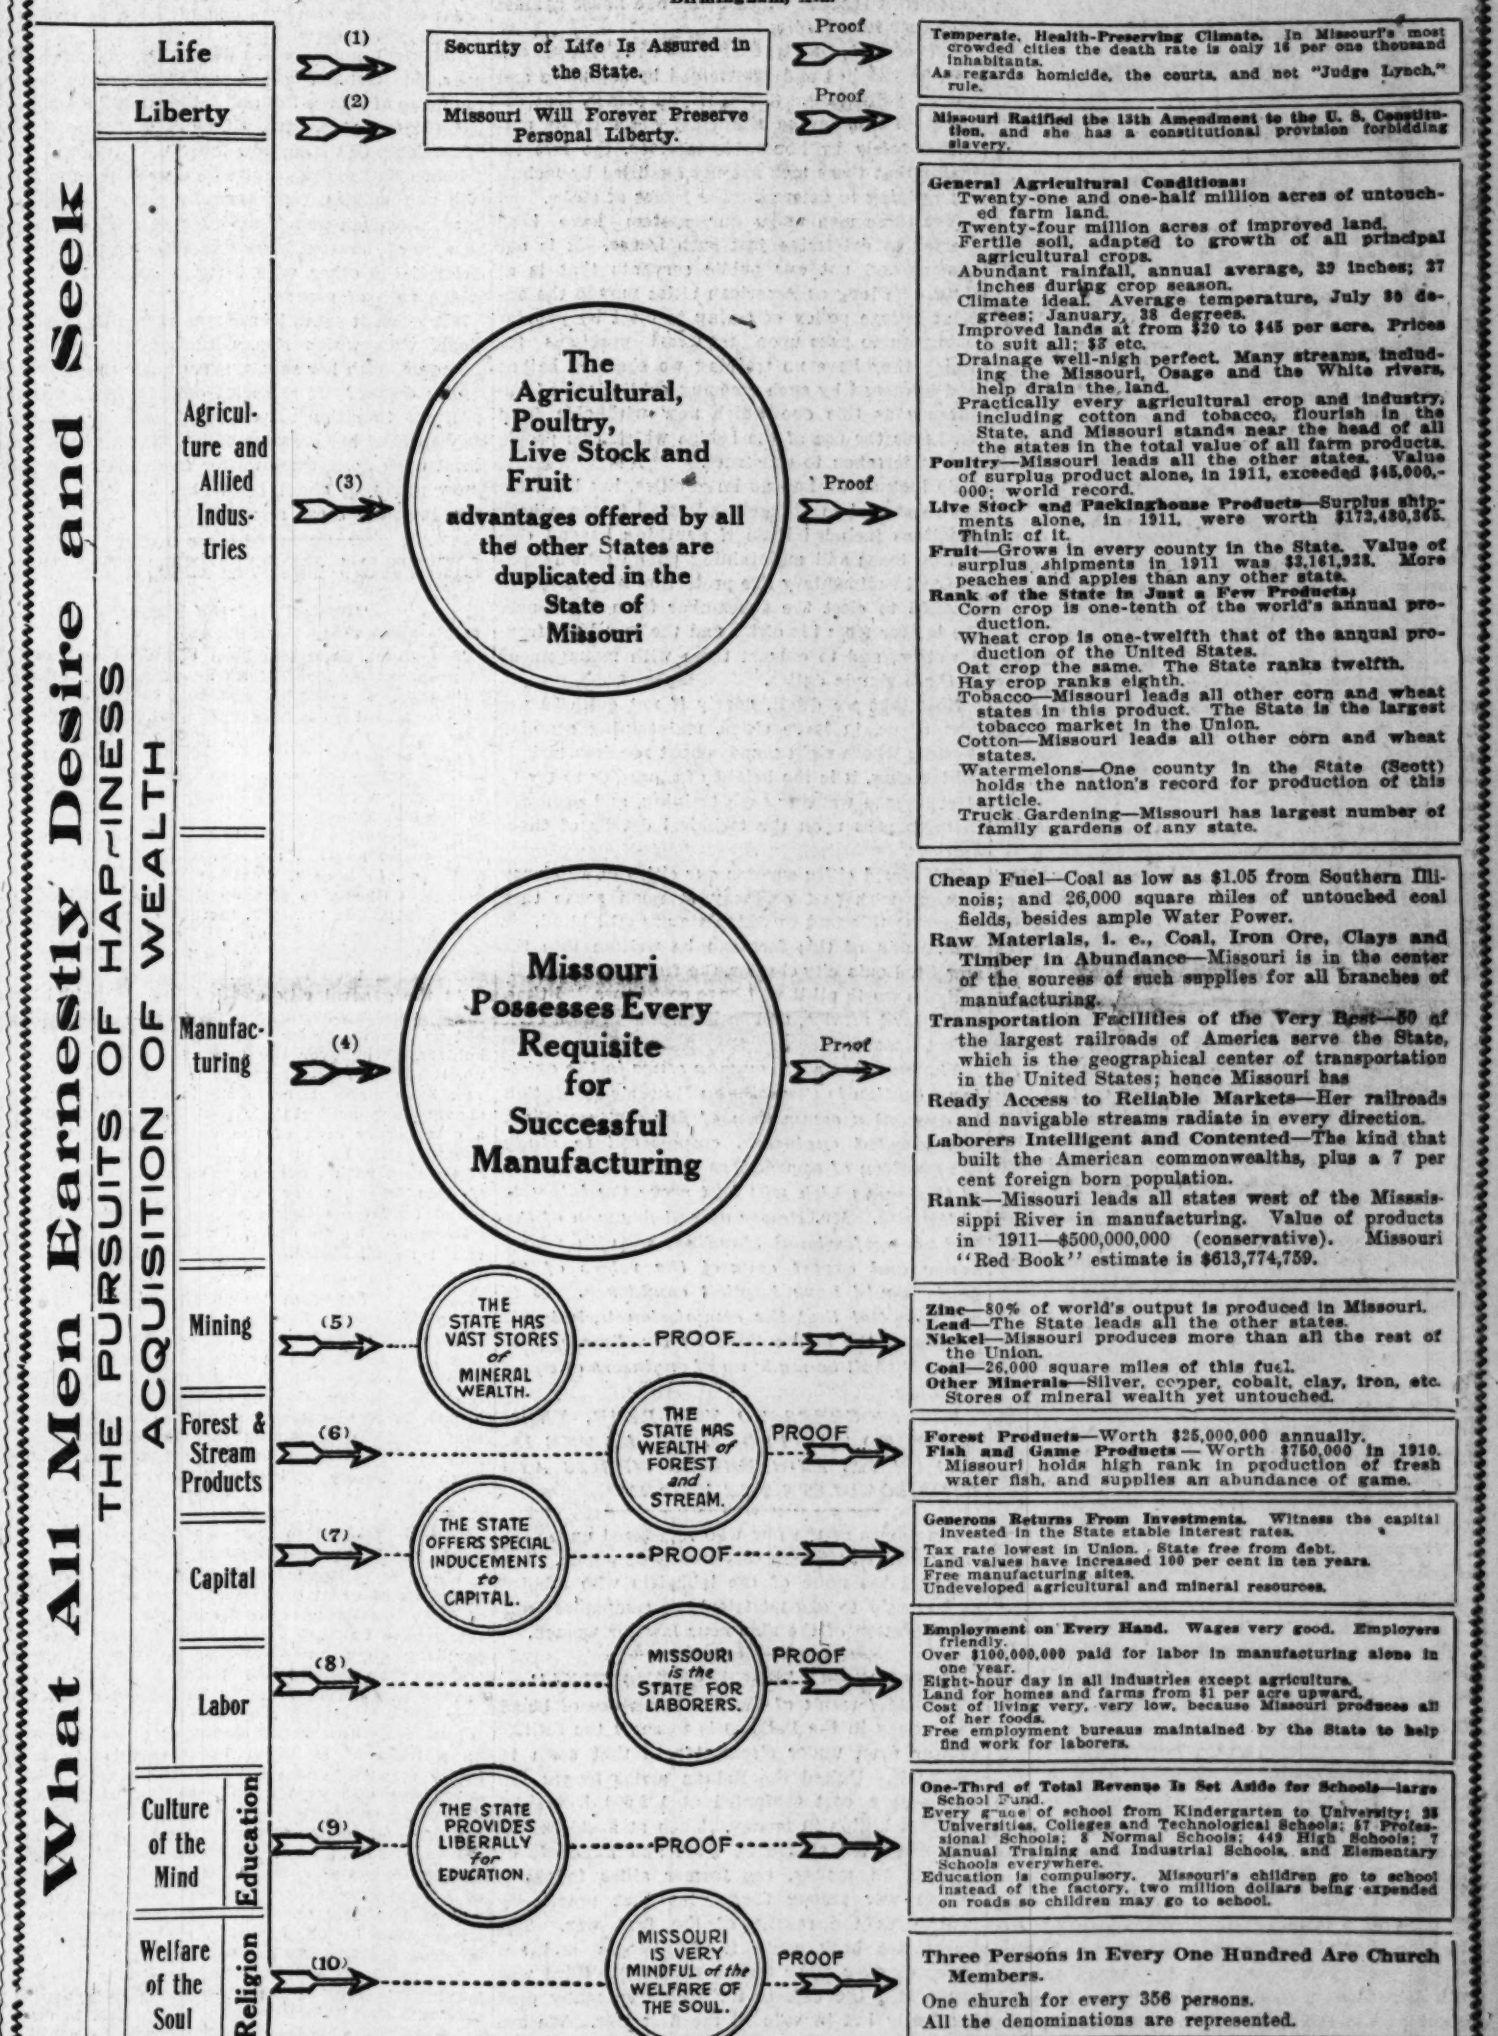 What All Men Earnestly Desire and Seek
THE PURSUITS OF HAP-INESS
ACQUISITION OF WEALTH
Life
(1)
Security of Life Is Assured in
the State.
Proof
Temperate, Health-Preserving Climate. In Missouri's most
crowded cities the death rate is only 16 per one thousand
inhabitants.
As regards homicide, the courts, and not "Judge Lynch,"
rule.
Liberty
(2)
Missouri Will Forever Preserve
Personal Liberty.
Proof
Missouri Ratified the 13th Amendment to the U. S. Constitu-
tion, and she has a constitutional provision forbidding
slavery.
Agricul-
ture and
Allied
Indus-
tries
(3)
The
Agricultural,
Poultry,
Live Stock and
Fruit
advantages offered by all
the other States are
duplicated in the
State of
Missouri
Proof
General Agricultural Conditions:
Twenty-one and one-half million acres of untouch-
ed farm land.
Twenty-four million acres of improved land.
Fertile soil, adapted to growth of all principal
agricultural crops.
Abundant rainfall, annual average, 39 inches; 27
inches during crop season.
Climate ideal. Average temperature, July 80 de-
grees; January, 38 degrees.
Improved lands at from $20 to $45 per acre. Prices
to suit all; $3 etc.
Drainage well-nigh perfect. Many streams, includ-
ing the Missouri, Osage and the White rivers,
help drain the land.
Practically every agricultural crop and industry,
including cotton and tobacco, flourish in the
State, and Missouri stands near the head of all
the states in the total value of all farm products.
Poultry—Missouri leads all the other states. Value
of surplus product alone, in 1911, exceeded $45,000,-
000; world record.
Live Stock and Packinghouse Products—Surplus ship-
ments alone, in 1911, were worth
Think of it.
Fruit—Grows in every county in the State. Value of
surplus shipments in 1911 was More
peaches and apples than any other state.
Rank of the State in Just a Few Products:
Corn crop is one-tenth of the world's annual pro-
duction.
Wheat crop is one-twelfth that of the annual pro-
duction of the United States.
Oat crop the same. The State ranks twelfth.
Hay crop ranks eighth.
Tobacco—Missouri leads all other corn and wheat
states in this product. The State is the largest
tobacco market in the Union.
Cotton—Missouri leads all other corn and wheat
states.
Watermelons—One county in the State (Scott)
holds the nation's record for production of this
article.
Truck Gardening—Missouri has largest number of
family gardens of any state.
Manufac-
turing
(4)
Missouri
Possesses Every
Requisite
for
Successful
Manufacturing
Proof
Cheap Fuel—Coal as low as $1.05 from Southern Illi-
nois; and 26,000 square miles of untouched coal
fields, besides ample Water Power.
Raw Materials, i. e., Coal, Iron Ore, Clays and
Timber in Abundance—Missouri is in the center
of the sources of such supplies for all branches of
manufacturing.
Transportation Facilities of the Very Best—50 of
the largest railroads of America serve the State,
which is the geographical center of transportation
in the United States; hence Missouri has
Ready Access to Reliable Markets—Her railroads
and navigable streams radiate in every direction.
Laborers Intelligent and Contented—The kind that
built the American commonwealths, plus a 7 per
cent foreign born population.
Rank—Missouri leads all states west of the Missis-
sippi River in manufacturing. Value of products
in 1911—$500,000,000 (conservative). Missouri
"Red Book" estimate is $613,774,759.
Mining
(5)
THE
STATE HAS
VAST STORES
of
MINERAL
WEALTH.
PROOF
Zinc—80% of world's output is produced in Missouri.
Lead—The State leads all the other states.
Nickel—Missouri produces more than all the rest of
the Union.
Coal—26,000 square miles of this fuel.
Other Minerals—Silver, copper, cobalt, clay, iron, etc.
Stores of mineral wealth yet untouched.
Forest &
Stream
Products
(6)
THE
STATE HAS
WEALTH of
FOREST
and
STREAM.
PROOF
Forest Products—Worth $25,000,000 annually.
Fish and Game Products—Worth $750,000 in 1910.
Missouri holds high rank in production of fresh
water fish, and supplies an abundance of game.
Capital
(7)
THE STATE
OFFERS SPECIAL
INDUCEMENTS
to
CAPITAL.
PROOF
Generous Returns From Investments. Witness the capital
invested in the State stable interest rates.
Tax rate lowest in Union. State free from debt.
Land values have increased 100 per cent in ten years.
Free manufacturing sites.
Undeveloped agricultural and mineral resources.
Labor
(8)
MISSOURI
is the
STATE FOR
LABORERS.
PROOF
Employment on Every Hand. Wages very good. Employers
friendly.
Over $100,000,000 paid for labor in manufacturing alone in
one year.
Eight-hour day in all industries except agriculture.
Land for homes and farms from $1 per acre upward.
Cost of living very, very low, because Missouri produces all
of her foods.
Free employment bureaus maintained by the State to help
find work for laborers.
Culture
of the
Mind
Education
(9)
THE STATE
PROVIDES
LIBERALLY
for
EDUCATION.
PROOF
One-Third of Total Revenue Is Set Aside for Schools—large
School Fund.
Every grade of school from Kindergarten to University;
Universities, Colleges and Technological Schools; 57 Profes-
sional Schools; 8 Normal Schools; 449 High Schools; 7
Manual Training and Industrial Schools, and Elementary
Schools everywhere.
Education is compulsory. Missouri's children go to school
instead of the factory, two million dollars being expended
on roads so children may go to school.
Welfare
of the
Soul
Religion
(10)
MISSOURI
IS VERY
MINDFUL of the
WELFARE OF
THE SOUL.
PROOF
Three Persons in Every One Hundred Are Church
Members.
One church for every 356 persons.
All the denominations are represented.